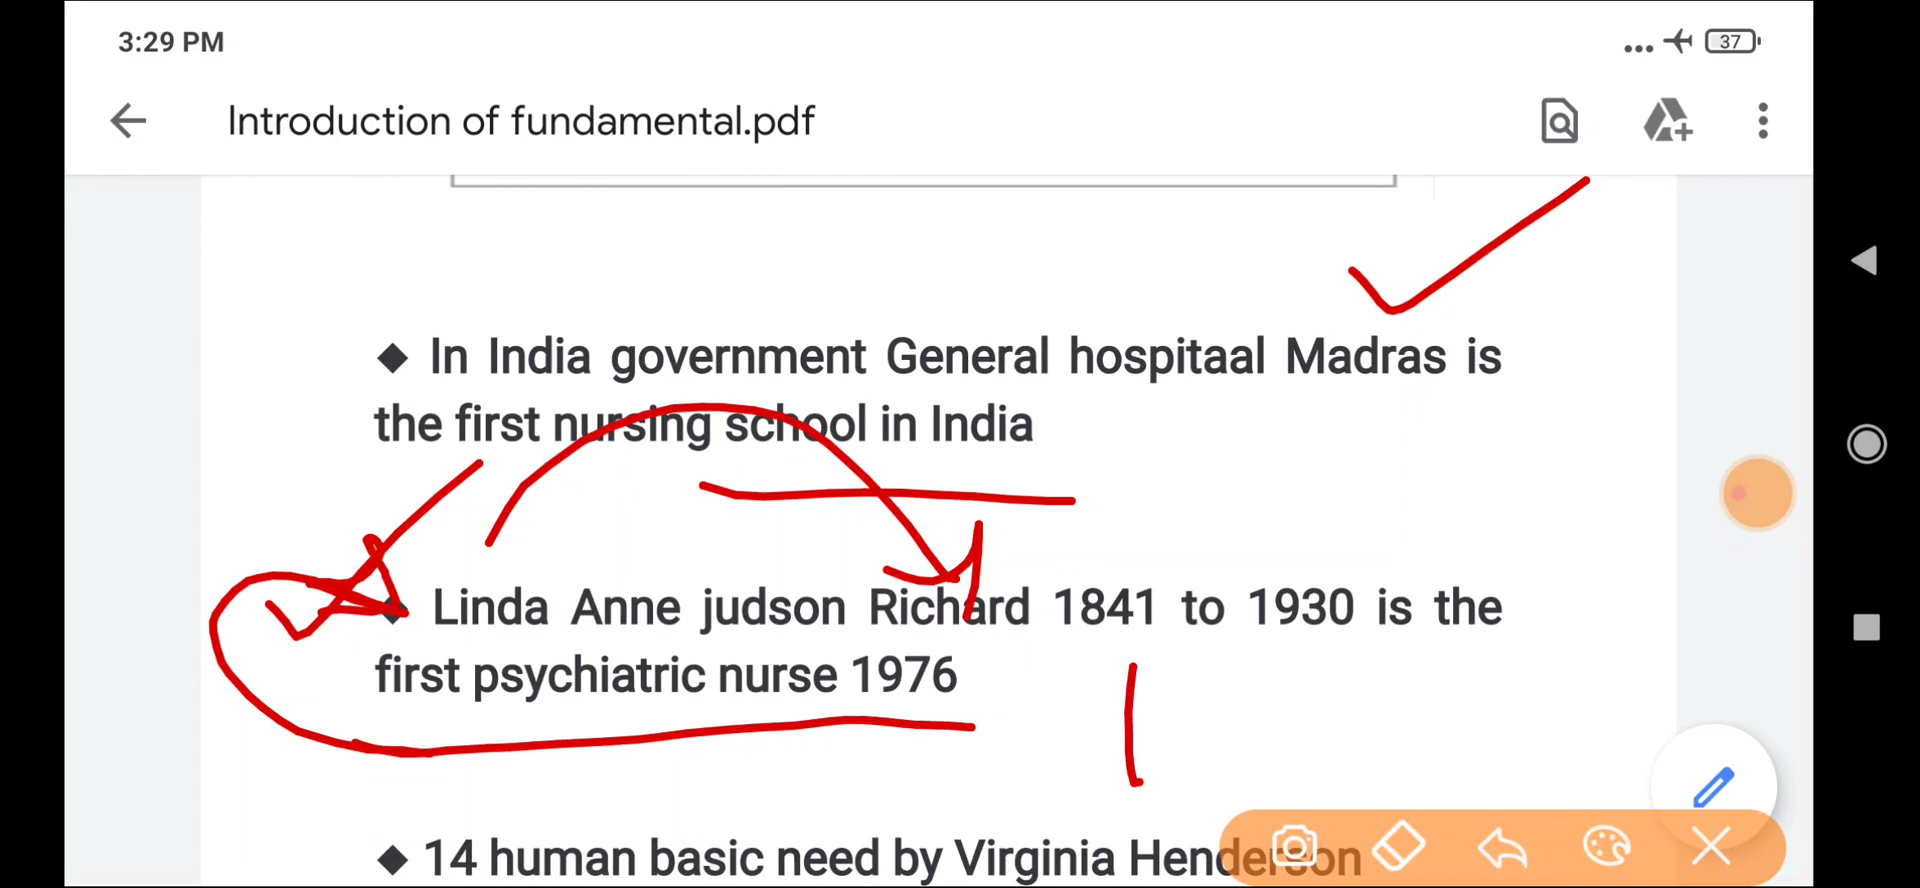 3:29 PM
37
Introduction of fundamental.pdf
◆ In India government General hospitaal Madras is
the first nursing school in India
◆ Linda Anne judson Richard 1841 to 1930 is the
first psychiatric nurse 1976
◆ 14 human basic need by Virginia Henderson